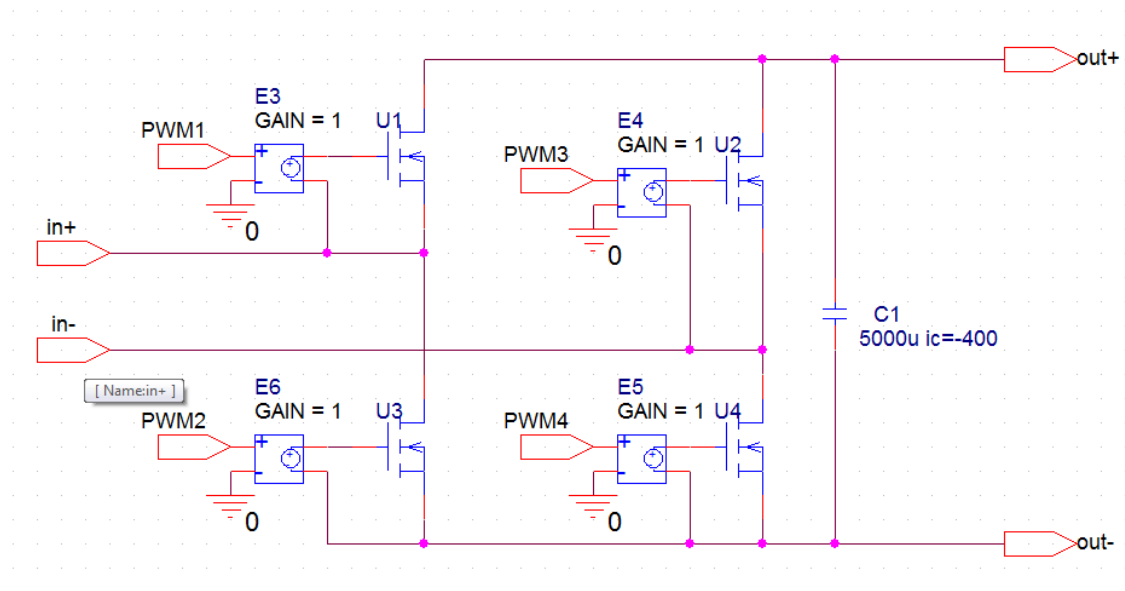 out+
E3
GAIN = 1
U1
PWM1
E4
GAIN = 1
U2
PWM3
0
in+
0
in-
C1
5000u ic=-400
[ Name:in+ ]
E6
GAIN = 1
U3
PWM2
E5
GAIN = 1
U4
PWM4
0
0
out-